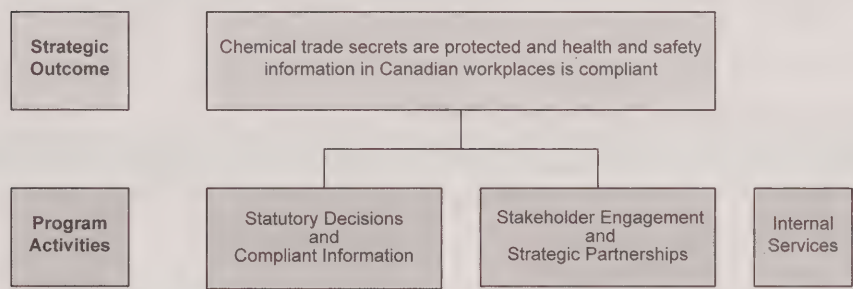 Strategic
Outcome
Chemical trade secrets are protected and health and safety
information in Canadian workplaces is compliant
Program
Activities
Statutory Decisions
and
Compliant Information
Stakeholder Engagement
and
Strategic Partnerships
Internal
Services